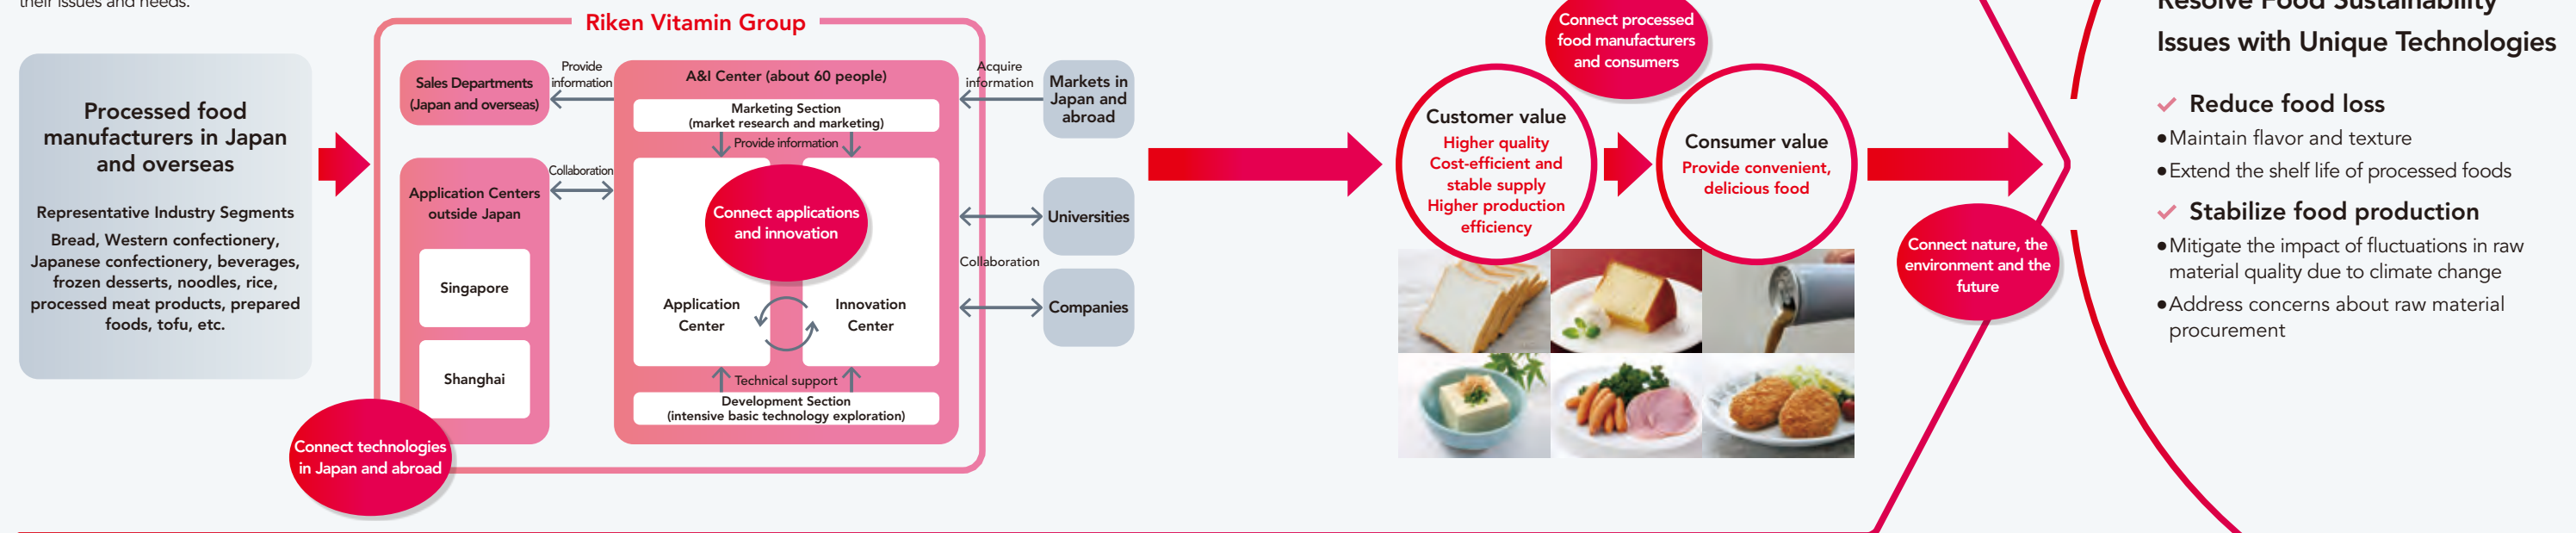 their issues and needs.
Processed food
manufacturers in Japan
and overseas
Representative Industry Segments
Bread, Western confectionery,
Japanese confectionery, beverages,
frozen desserts, noodles, rice,
processed meat products, prepared
foods, tofu, etc.
Riken Vitamin Group
Sales Departments
(Japan and overseas)
Provide
information
Application Centers
outside Japan
Singapore
Shanghai
Collaboration
Connect technologies
in Japan and abroad
A&I Center (about 60 people)
Marketing Section
(market research and marketing)
Provide information
Connect applications
and innovation
Application
Center
Innovation
Center
Technical support
Development Section
(intensive basic technology exploration)
Acquire
information
Markets in
Japan and
abroad
Universities
Collaboration
Companies
Connect processed
food manufacturers
and consumers
Customer value
Higher quality
Cost-efficient and
stable supply
Higher production
efficiency
Consumer value
Provide convenient,
delicious food
Connect nature, the
environment and the
future
Resolve Food Sustainability
Issues with Unique Technologies
Reduce food loss
●Maintain flavor and texture
●Extend the shelf life of processed foods
Stabilize food production
●Mitigate the impact of fluctuations in raw
material quality due to climate change
●Address concerns about raw material
procurement